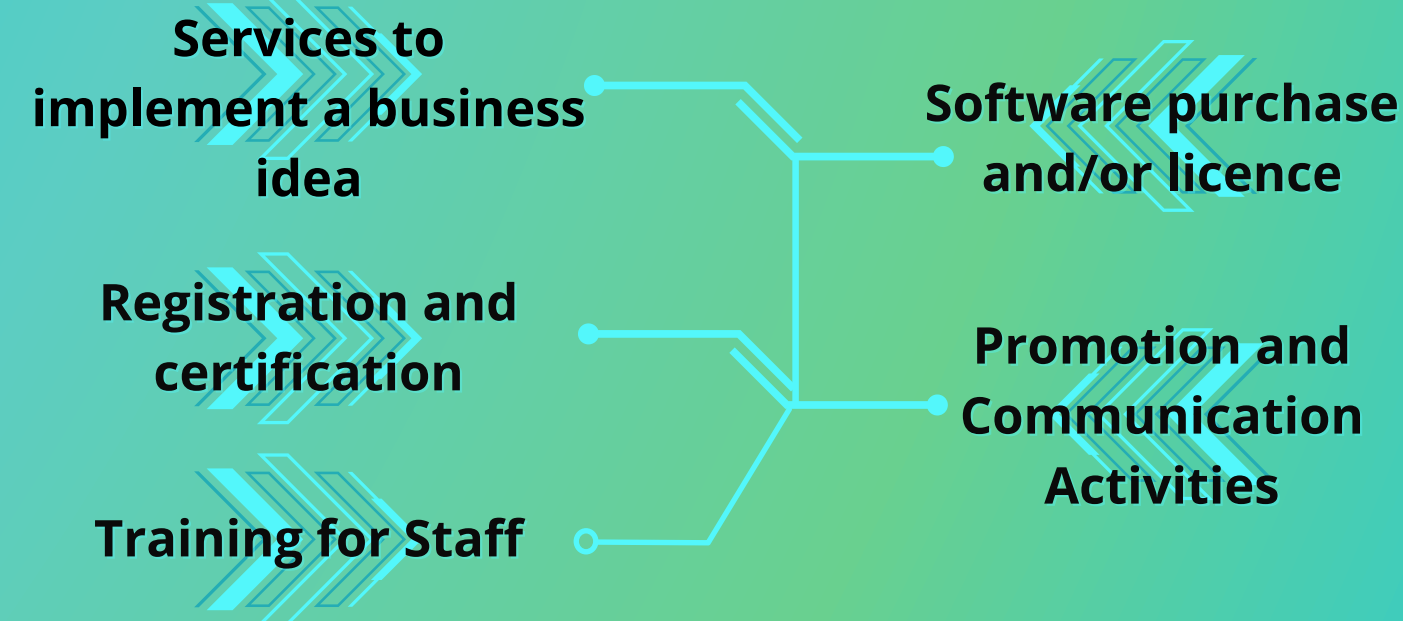 Services to
implement a business
idea
Registration and
certification
Training for Staff
Software purchase
and/or licence
Promotion and
Communication
Activities